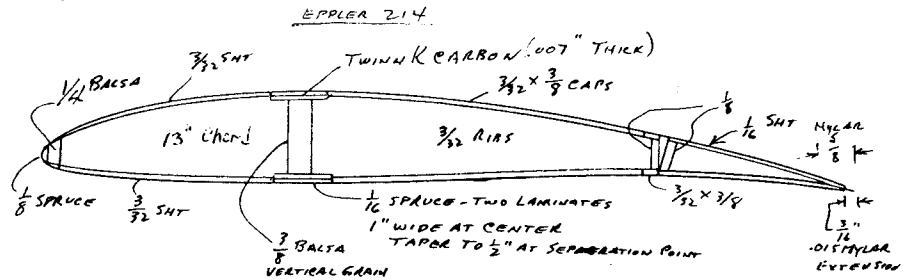 EPPLER 214
3/32 SHT
TWINN K CARBON (.007" THICK)
1/4 BALSA
3/32 x 3/8 CAPS
1/8
1/16 SHT
MYLAR
1 5/8
13" Chord
3/32 RIBS
1/8 SPRUCE
3/32 SHT
1/16 SPRUCE - TWO LAMINATES
1" WIDE AT CENTER
TAPER TO 1/2" AT SEPERATION POINT
3/32 x 3/8
3/8 BALSA
VERTICAL GRAIN
3/16"
.015 MYLAR
EXTENSION